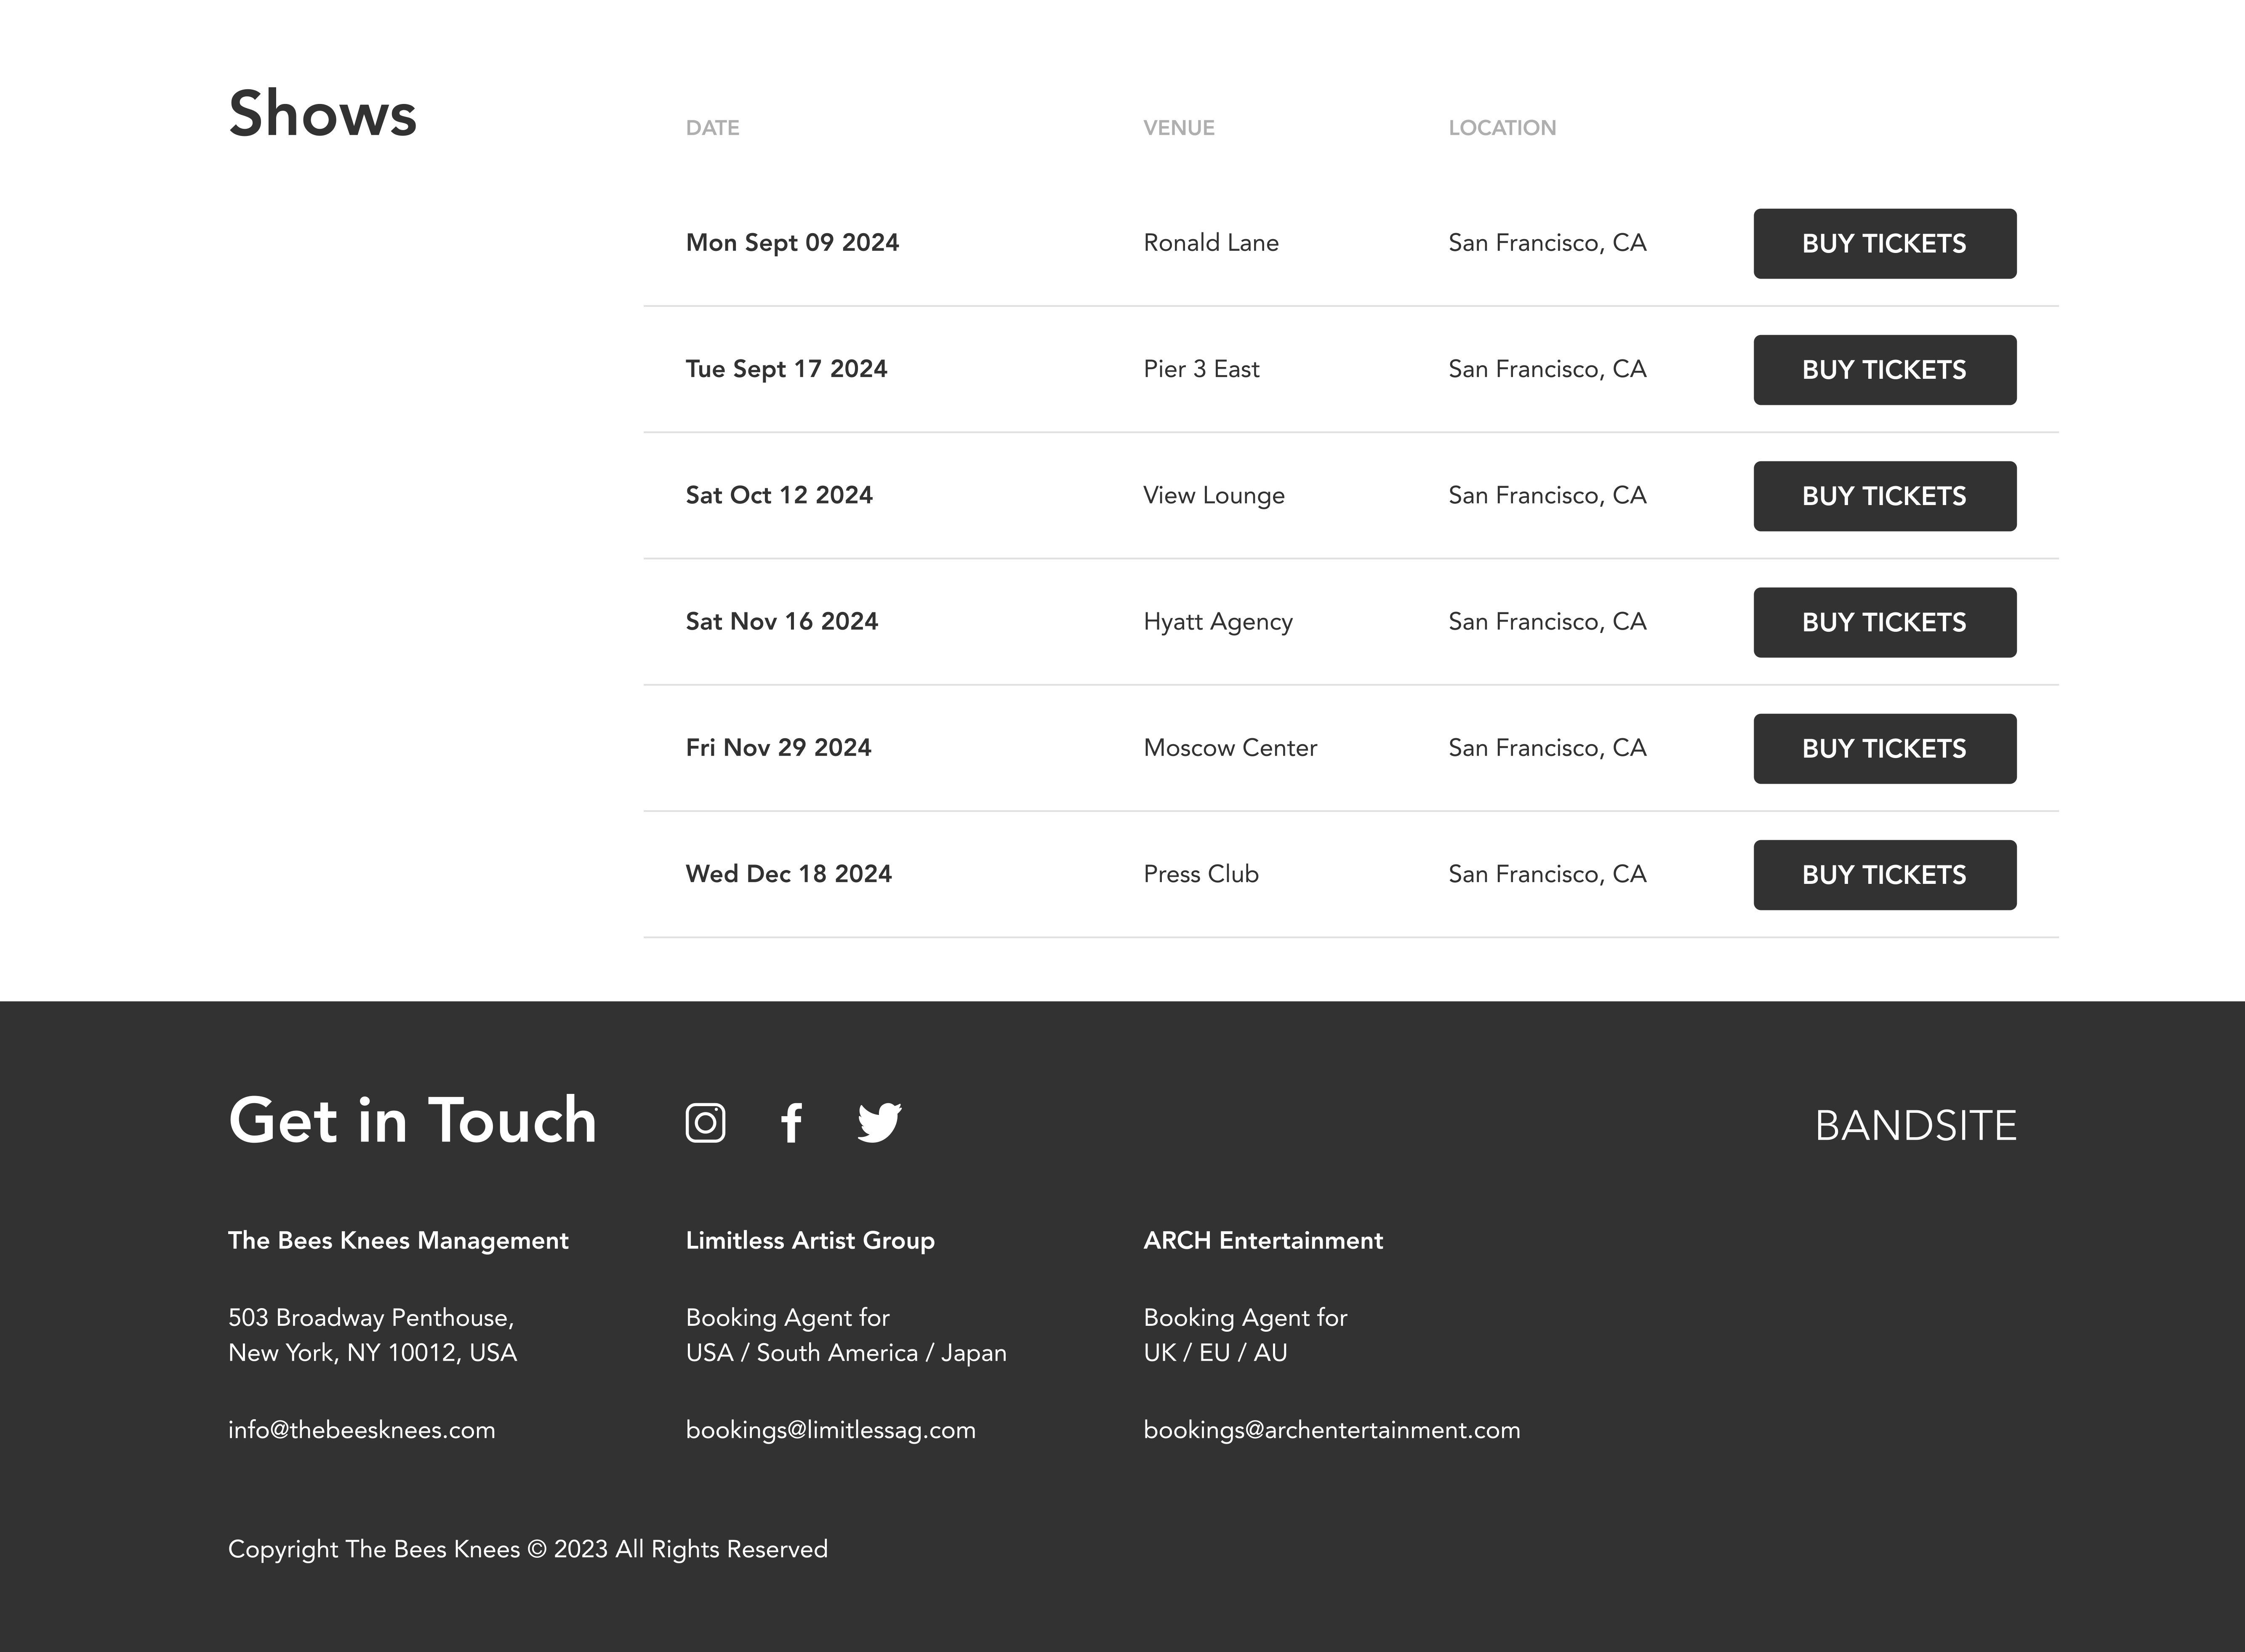 Shows
DATE VENUE LOCATION
Mon Sept 09 2024 Ronald Lane San Francisco, CA BUY TICKETS
Tue Sept 17 2024 Pier 3 East San Francisco, CA BUY TICKETS
Sat Oct 12 2024 View Lounge San Francisco, CA BUY TICKETS
Sat Nov 16 2024 Hyatt Agency San Francisco, CA BUY TICKETS
Fri Nov 29 2024 Moscow Center San Francisco, CA BUY TICKETS
Wed Dec 18 2024 Press Club San Francisco, CA BUY TICKETS
Get in Touch
BANDSITE
The Bees Knees Management
503 Broadway Penthouse,
New York, NY 10012, USA
info@thebeesknees.com
Limitless Artist Group
Booking Agent for
USA / South America / Japan
bookings@limitlessag.com
ARCH Entertainment
Booking Agent for
UK / EU / AU
bookings@archentertainment.com
Copyright The Bees Knees © 2023 All Rights Reserved